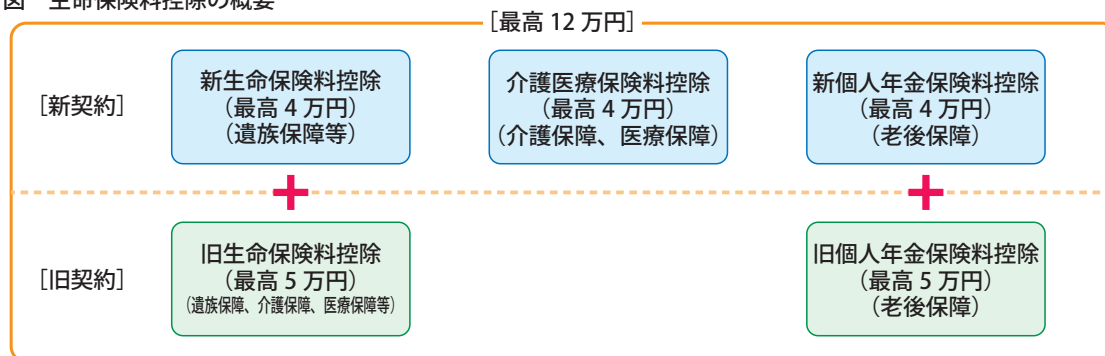 図　生命保険料控除の概要
［最高 12 万円］
［新契約］
新生命保険料控除
（最高 4 万円）
（遺族保障等）
介護医療保険料控除
（最高 4 万円）
（介護保障、医療保障）
新個人年金保険料控除
（最高 4 万円）
（老後保障）
+
+
［旧契約］
旧生命保険料控除
（最高 5 万円）
（遺族保障、介護保障、医療保障等）
旧個人年金保険料控除
（最高 5 万円）
（老後保障）